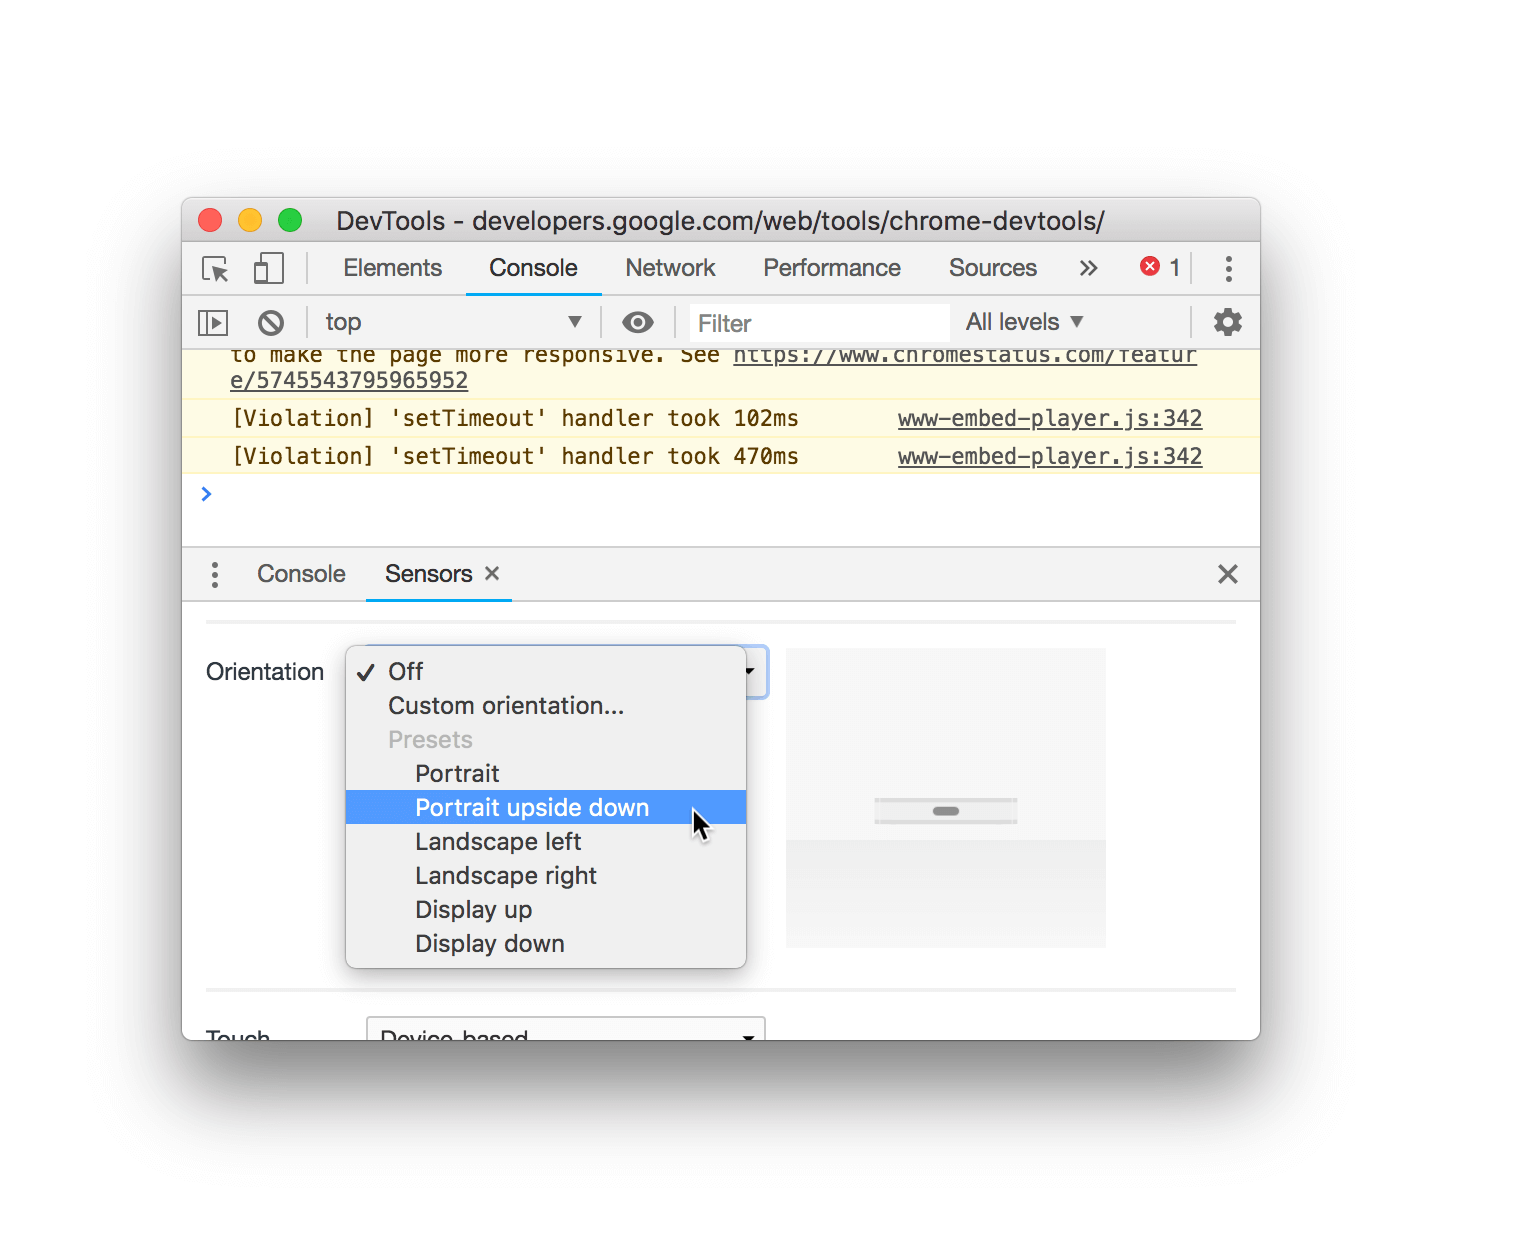 DevTools - developers.google.com/web/tools/chrome-devtools/
Elements Console Network Performance Sources » 1
top Filter All levels
to make the page more responsive. See https://www.chromestatus.com/featur
e/5745543795965952
[Violation] 'setTimeout' handler took 102ms www-embed-player.js:342
[Violation] 'setTimeout' handler took 470ms www-embed-player.js:342
Console Sensors
Orientation
✓ Off
Custom orientation...
Presets
Portrait
Portrait upside down
Landscape left
Landscape right
Display up
Display down
Touch Device-based